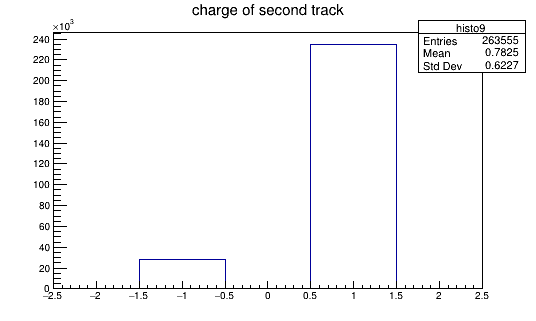 charge of second track
×10³
histo9
Entries 263555
Mean 0.7825
Std Dev 0.6227
240
220
200
180
160
140
120
100
80
60
40
20
0
−2.5 −2 −1.5 −1 −0.5 0 0.5 1 1.5 2 2.5